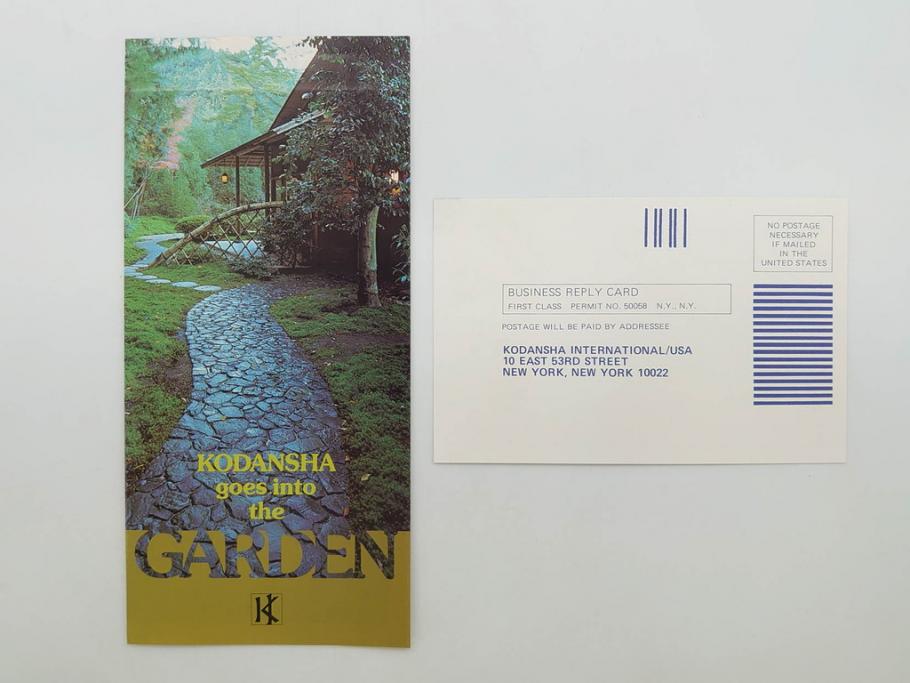 KODANSHA
goes into
the
GARDEN
K
NO POSTAGE
NECESSARY
IF MAILED
IN THE
UNITED STATES
BUSINESS REPLY CARD
FIRST CLASS PERMIT NO. 50058 N.Y., N.Y.
POSTAGE WILL BE PAID BY ADDRESSEE
KODANSHA INTERNATIONAL/USA
10 EAST 53RD STREET
NEW YORK, NEW YORK 10022